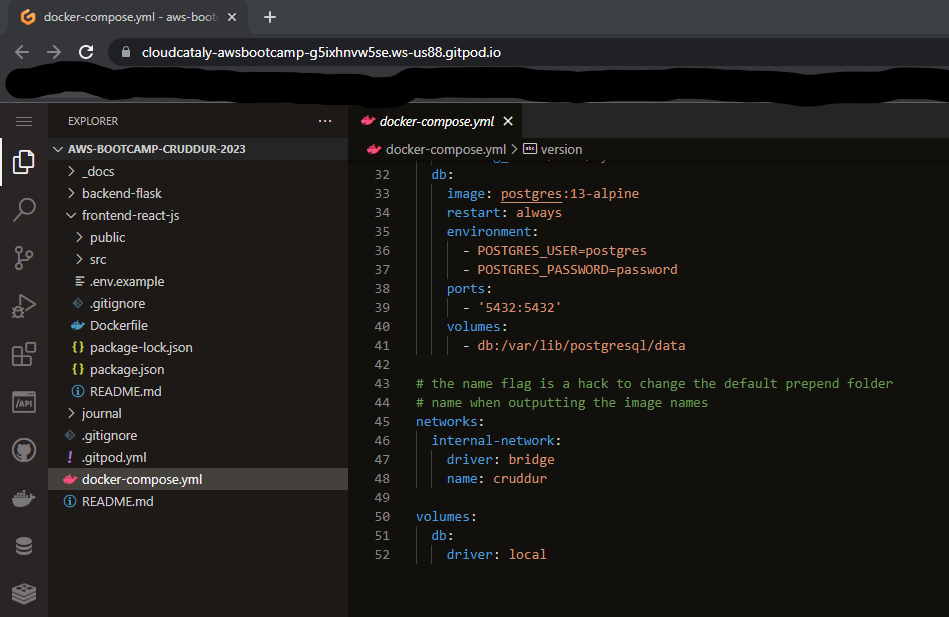 docker-compose.yml - aws-boot
cloudcataly-awsbootcamp-g5ixhnvw5se.ws-us88.gitpod.io
EXPLORER
docker-compose.yml
AWS-BOOTCAMP-CRUDDUR-2023
docker-compose.yml > abc version
_docs
backend-flask
frontend-react-js
public
src
.env.example
.gitignore
Dockerfile
package-lock.json
package.json
README.md
journal
.gitignore
.gitpod.yml
docker-compose.yml
README.md
/API
32 db:
33 image: postgres:13-alpine
34 restart: always
35 environment:
36 - POSTGRES_USER=postgres
37 - POSTGRES_PASSWORD=password
38 ports:
39 - '5432:5432'
40 volumes:
41 - db:/var/lib/postgresql/data
42
43 # the name flag is a hack to change the default prepend folder
44 # name when outputting the image names
45 networks:
46 internal-network:
47 driver: bridge
48 name: cruddur
49
50 volumes:
51 db:
52 driver: local